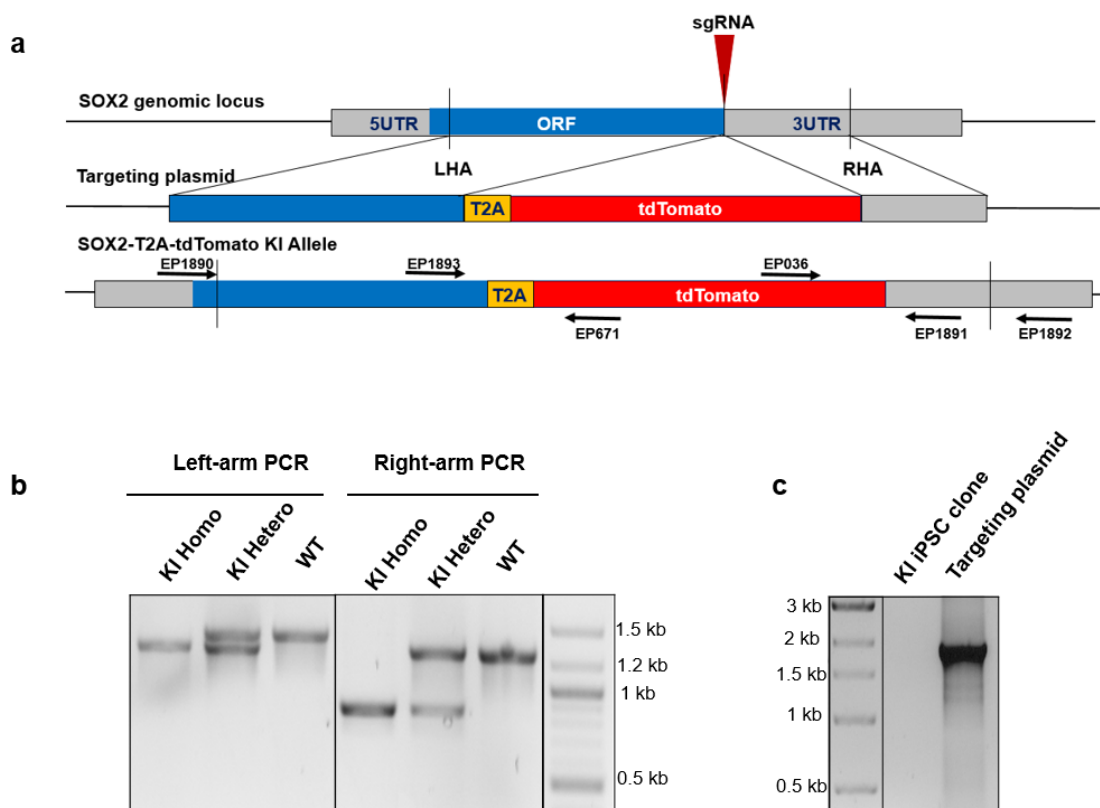 a
sgRNA
SOX2 genomic locus
5UTR ORF 3UTR
LHA RHA
Targeting plasmid
T2A tdTomato
SOX2-T2A-tdTomato KI Allele
EP1890 EP1893 EP036
T2A tdTomato
EP671 EP1891 EP1892
b
Left-arm PCR Right-arm PCR
KI Homo KI Hetero WT KI Homo KI Hetero WT
1.5 kb
1.2 kb
1 kb
0.5 kb
c
KI iPSC clone Targeting plasmid
3 kb
2 kb
1.5 kb
1 kb
0.5 kb